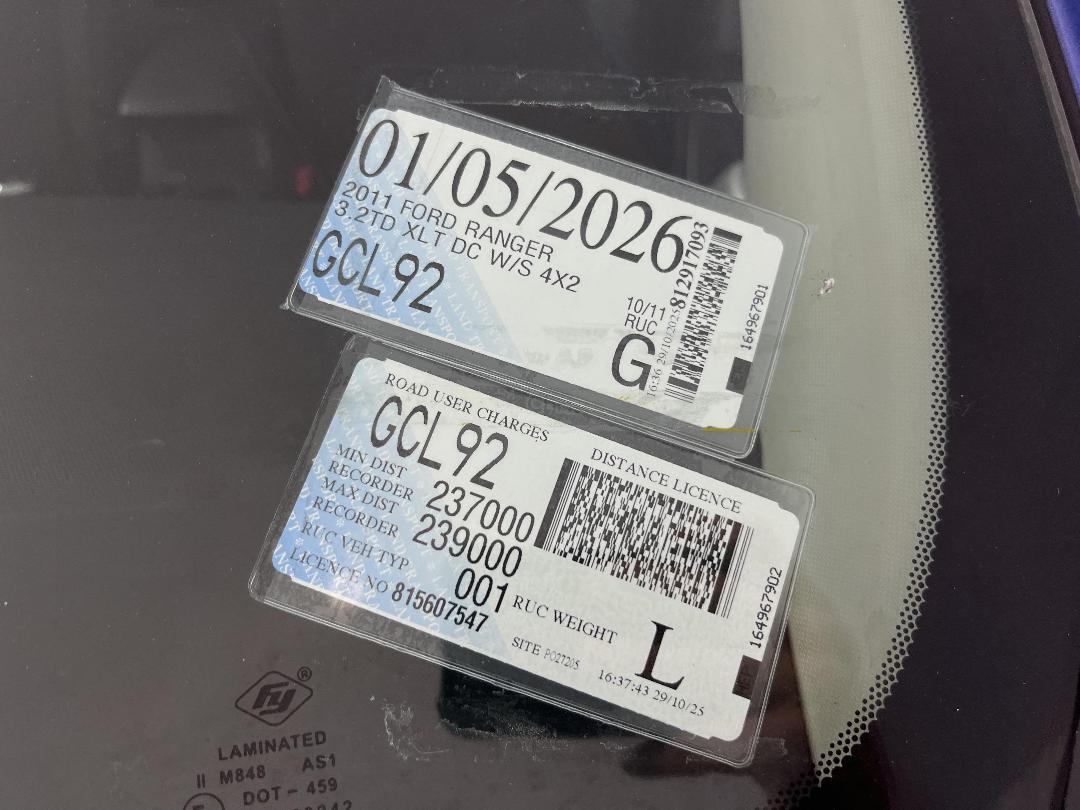 01/05/2026
2011 FORD RANGER
3.2TD XLT DC W/S 4X2
GCL92
10/11
RUC
G
16:36 29/10/2025 812917093
164967901
ROAD USER CHARGES
GCL92
DISTANCE LICENCE
MIN DIST
RECORDER 237000
MAX DIST
RECORDER 239000
RUC VEH TYP 001
RUC WEIGHT L
LICENCE NO 815607547
SITE PO27205
16:37:43 29/10/25
164967902
FY®
LAMINATED
II M848 AS1
DOT-459